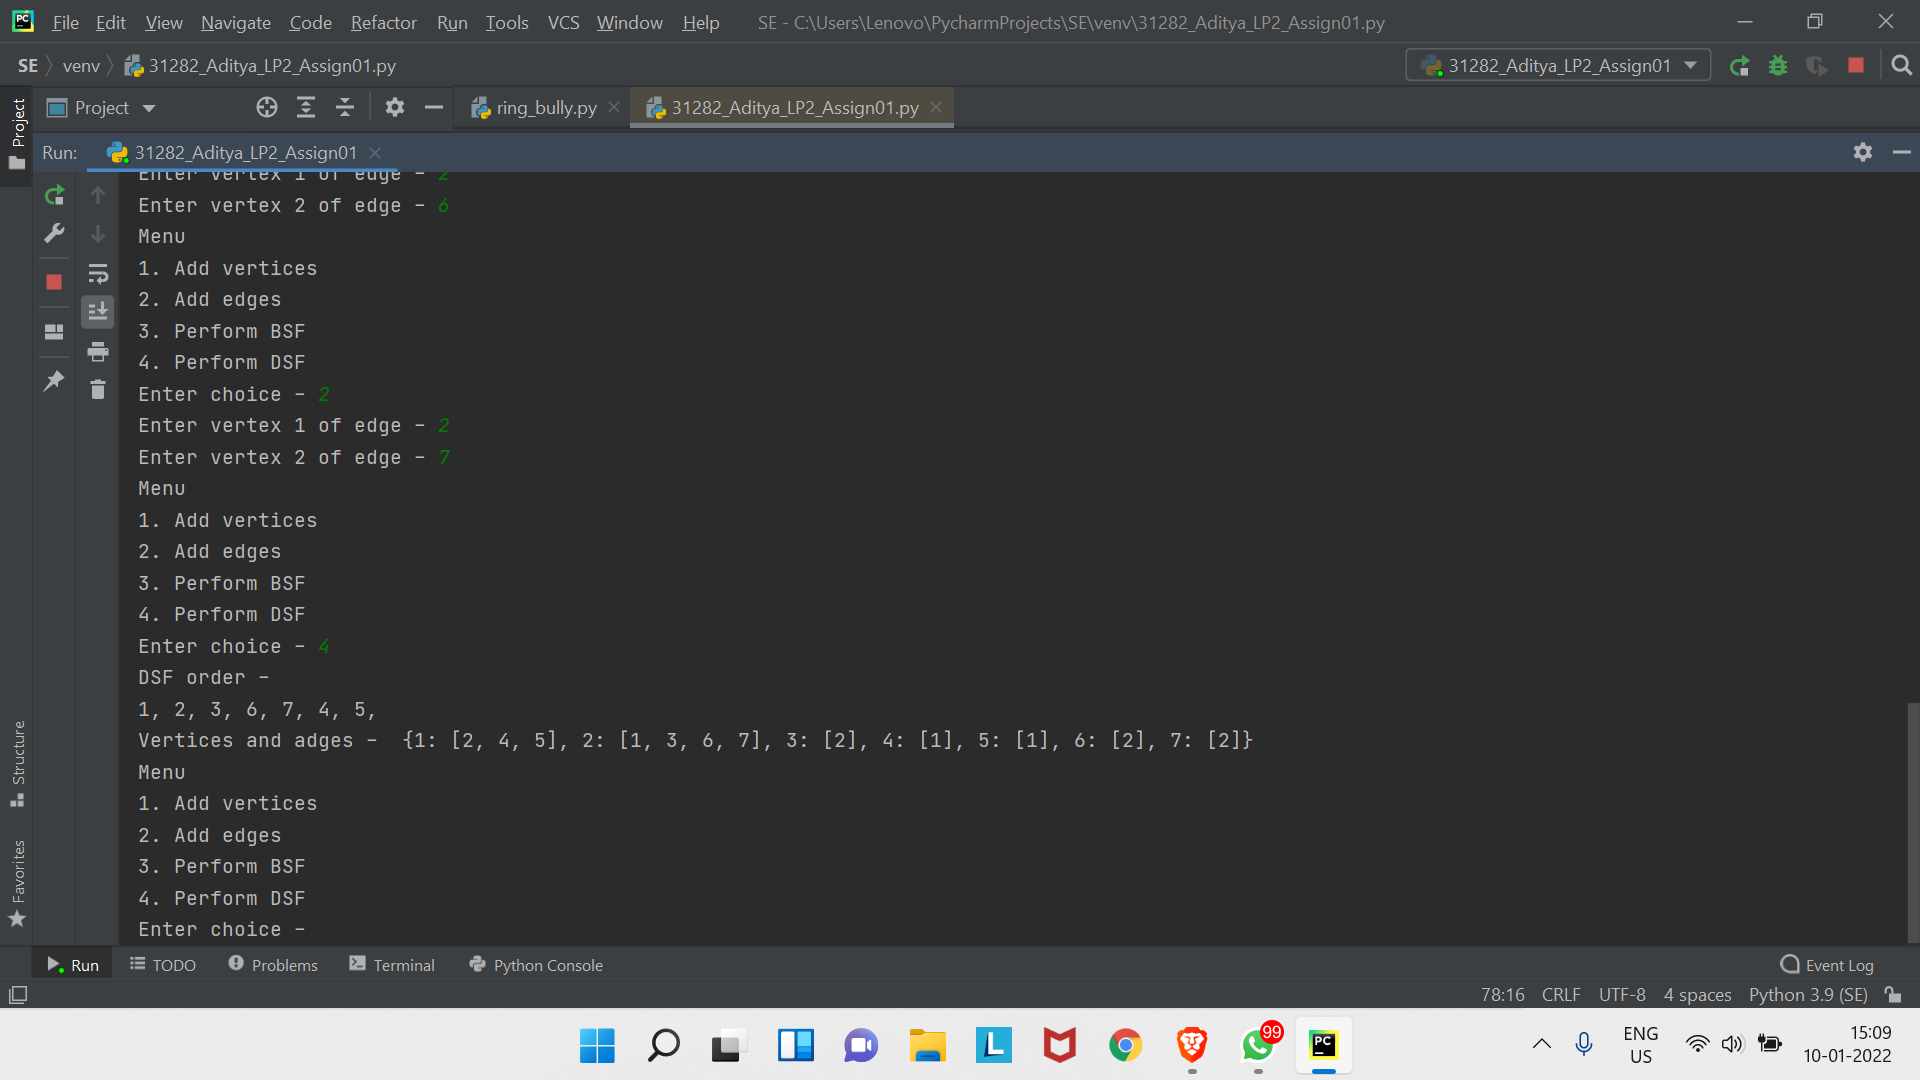 File Edit View Navigate Code Refactor Run Tools VCS Window Help SE - C:\Users\Lenovo\PycharmProjects\SE\venv\31282_Aditya_LP2_Assign01.py
SE venv 31282_Aditya_LP2_Assign01.py 31282_Aditya_LP2_Assign01
Project ring_bully.py 31282_Aditya_LP2_Assign01.py
Project
Run: 31282_Aditya_LP2_Assign01
Enter vertex 1 of edge - 2
Enter vertex 2 of edge - 6
Menu
1. Add vertices
2. Add edges
3. Perform BSF
4. Perform DSF
Enter choice - 2
Enter vertex 1 of edge - 2
Enter vertex 2 of edge - 7
Menu
1. Add vertices
2. Add edges
3. Perform BSF
4. Perform DSF
Enter choice - 4
DSF order -
1, 2, 3, 6, 7, 4, 5,
Vertices and adges -  {1: [2, 4, 5], 2: [1, 3, 6, 7], 3: [2], 4: [1], 5: [1], 6: [2], 7: [2]}
Menu
1. Add vertices
2. Add edges
3. Perform BSF
4. Perform DSF
Enter choice -
Structure
Favorites
Run TODO Problems Terminal Python Console Event Log
78:16 CRLF UTF-8 4 spaces Python 3.9 (SE)
L PC 99
PC
ENG
US
15:09
10-01-2022